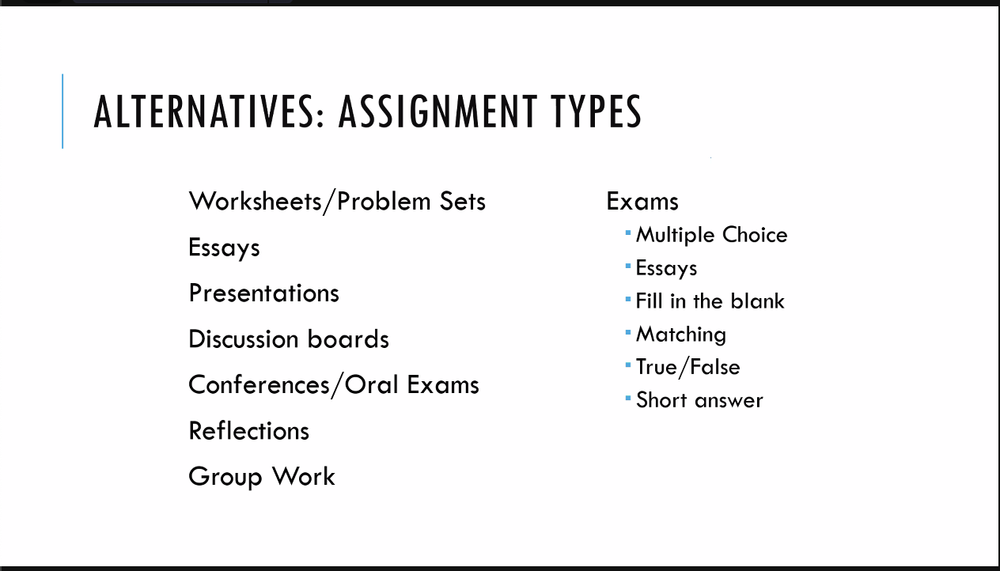 ALTERNATIVES: ASSIGNMENT TYPES
Worksheets/Problem Sets
Essays
Presentations
Discussion boards
Conferences/Oral Exams
Reflections
Group Work
Exams
Multiple Choice
Essays
Fill in the blank
Matching
True/False
Short answer